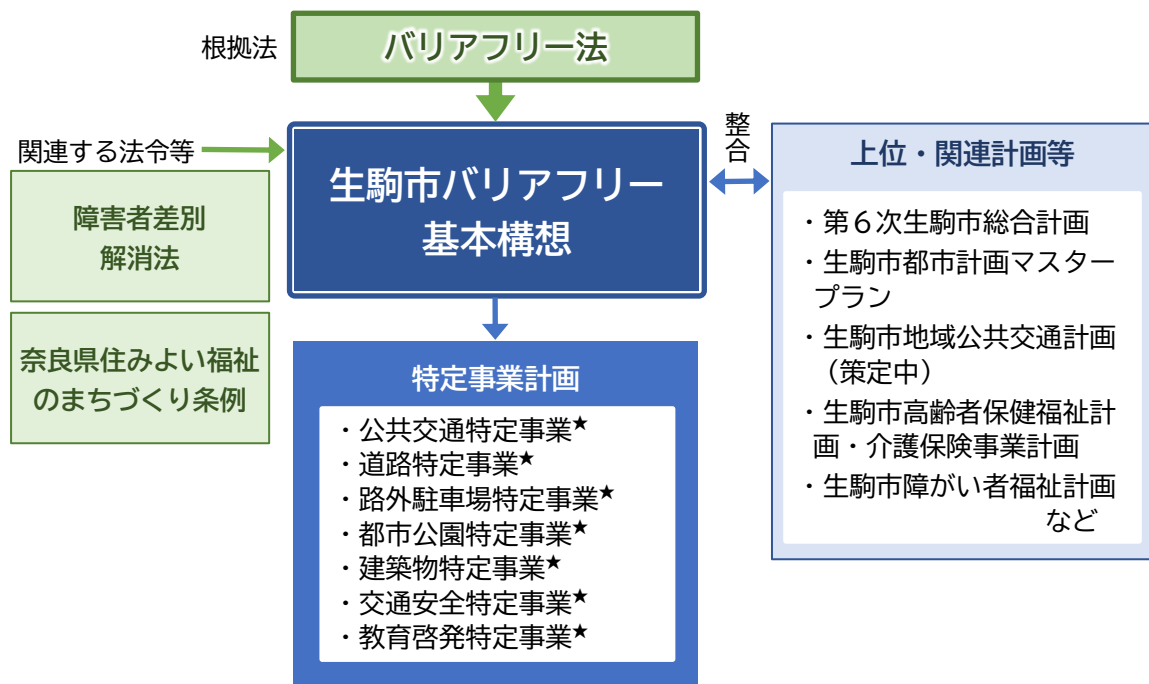 根拠法
バリアフリー法
関連する法令等
障害者差別
解消法
奈良県住みよい福祉
のまちづくり条例
生駒市バリアフリー
基本構想
整合
上位・関連計画等
・第６次生駒市総合計画
・生駒市都市計画マスター
プラン
・生駒市地域公共交通計画
（策定中）
・生駒市高齢者保健福祉計
画・介護保険事業計画
・生駒市障がい者福祉計画
など
特定事業計画
・公共交通特定事業★
・道路特定事業★
・路外駐車場特定事業★
・都市公園特定事業★
・建築物特定事業★
・交通安全特定事業★
・教育啓発特定事業★